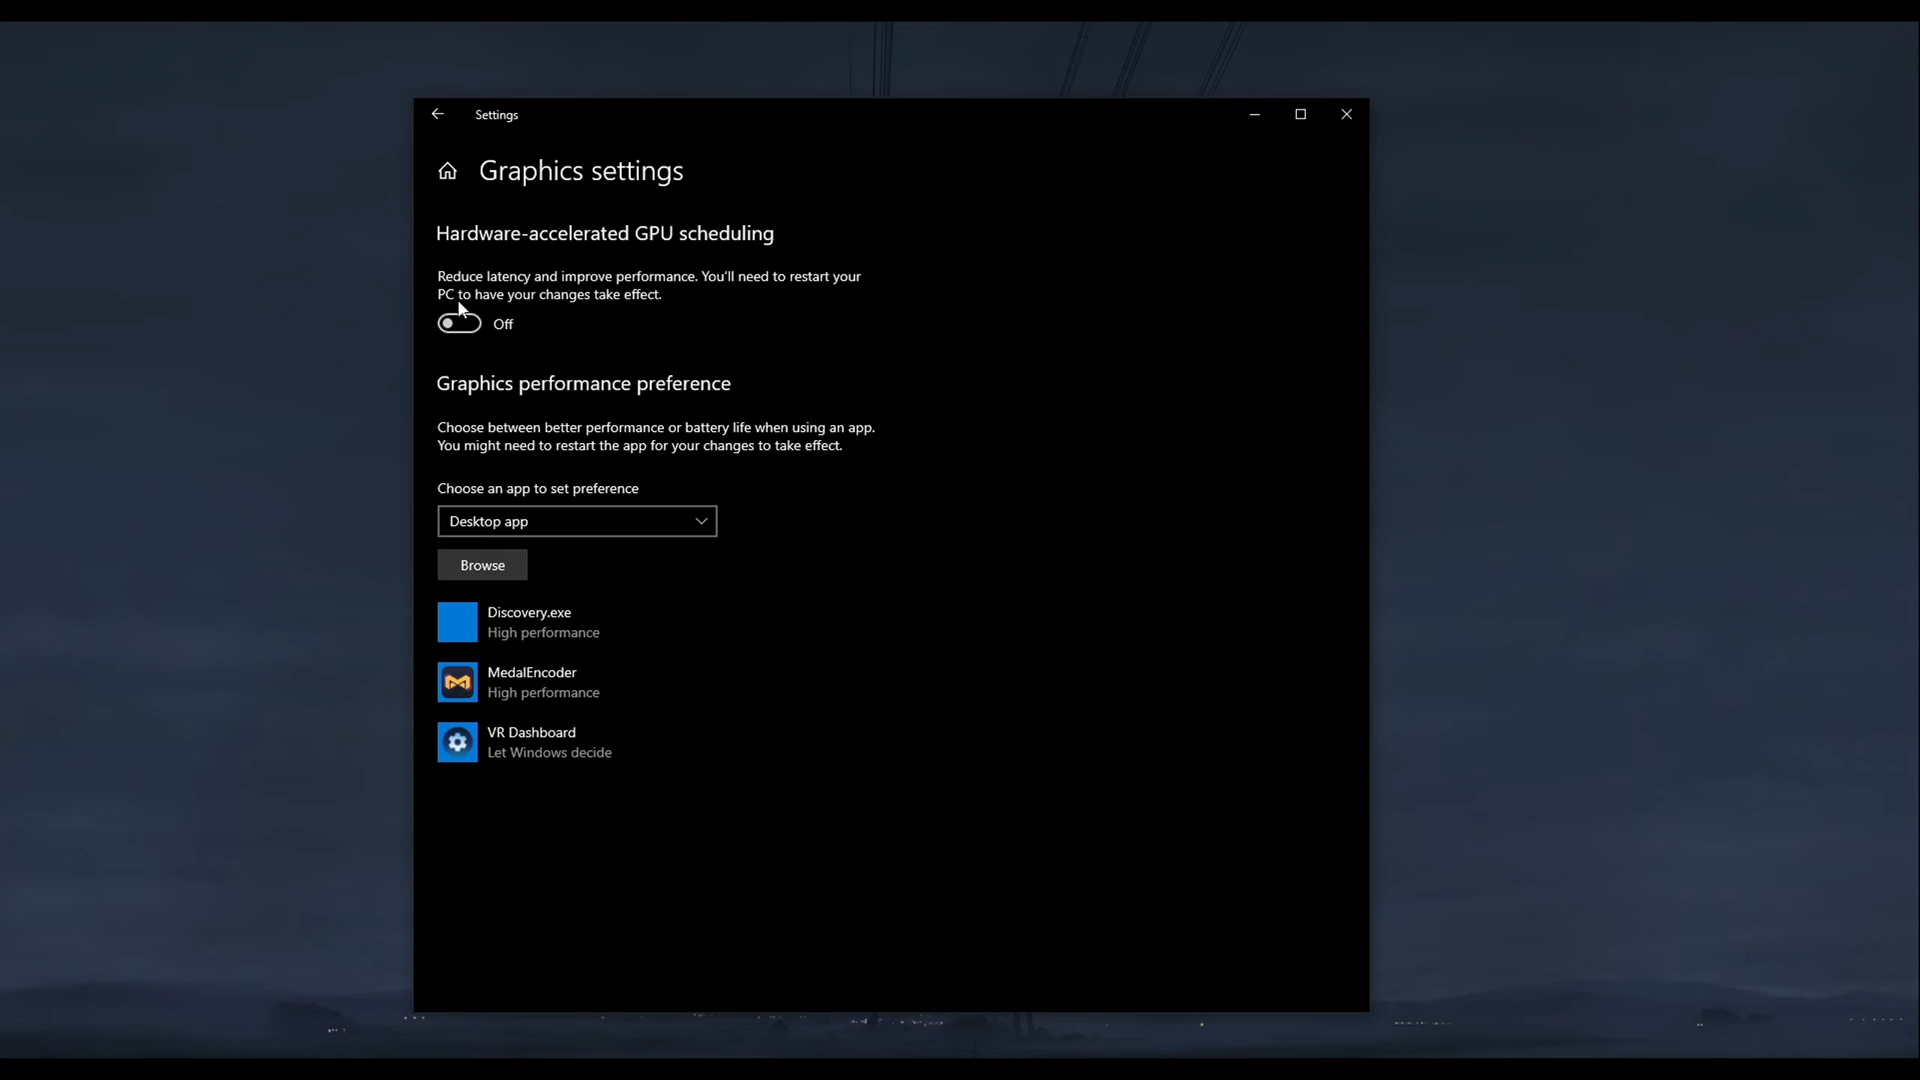 Settings
Graphics settings
Hardware-accelerated GPU scheduling
Reduce latency and improve performance. You'll need to restart your
PC to have your changes take effect.
Off
Graphics performance preference
Choose between better performance or battery life when using an app.
You might need to restart the app for your changes to take effect.
Choose an app to set preference
Desktop app
Browse
Discovery.exe
High performance
MedalEncoder
High performance
VR Dashboard
Let Windows decide